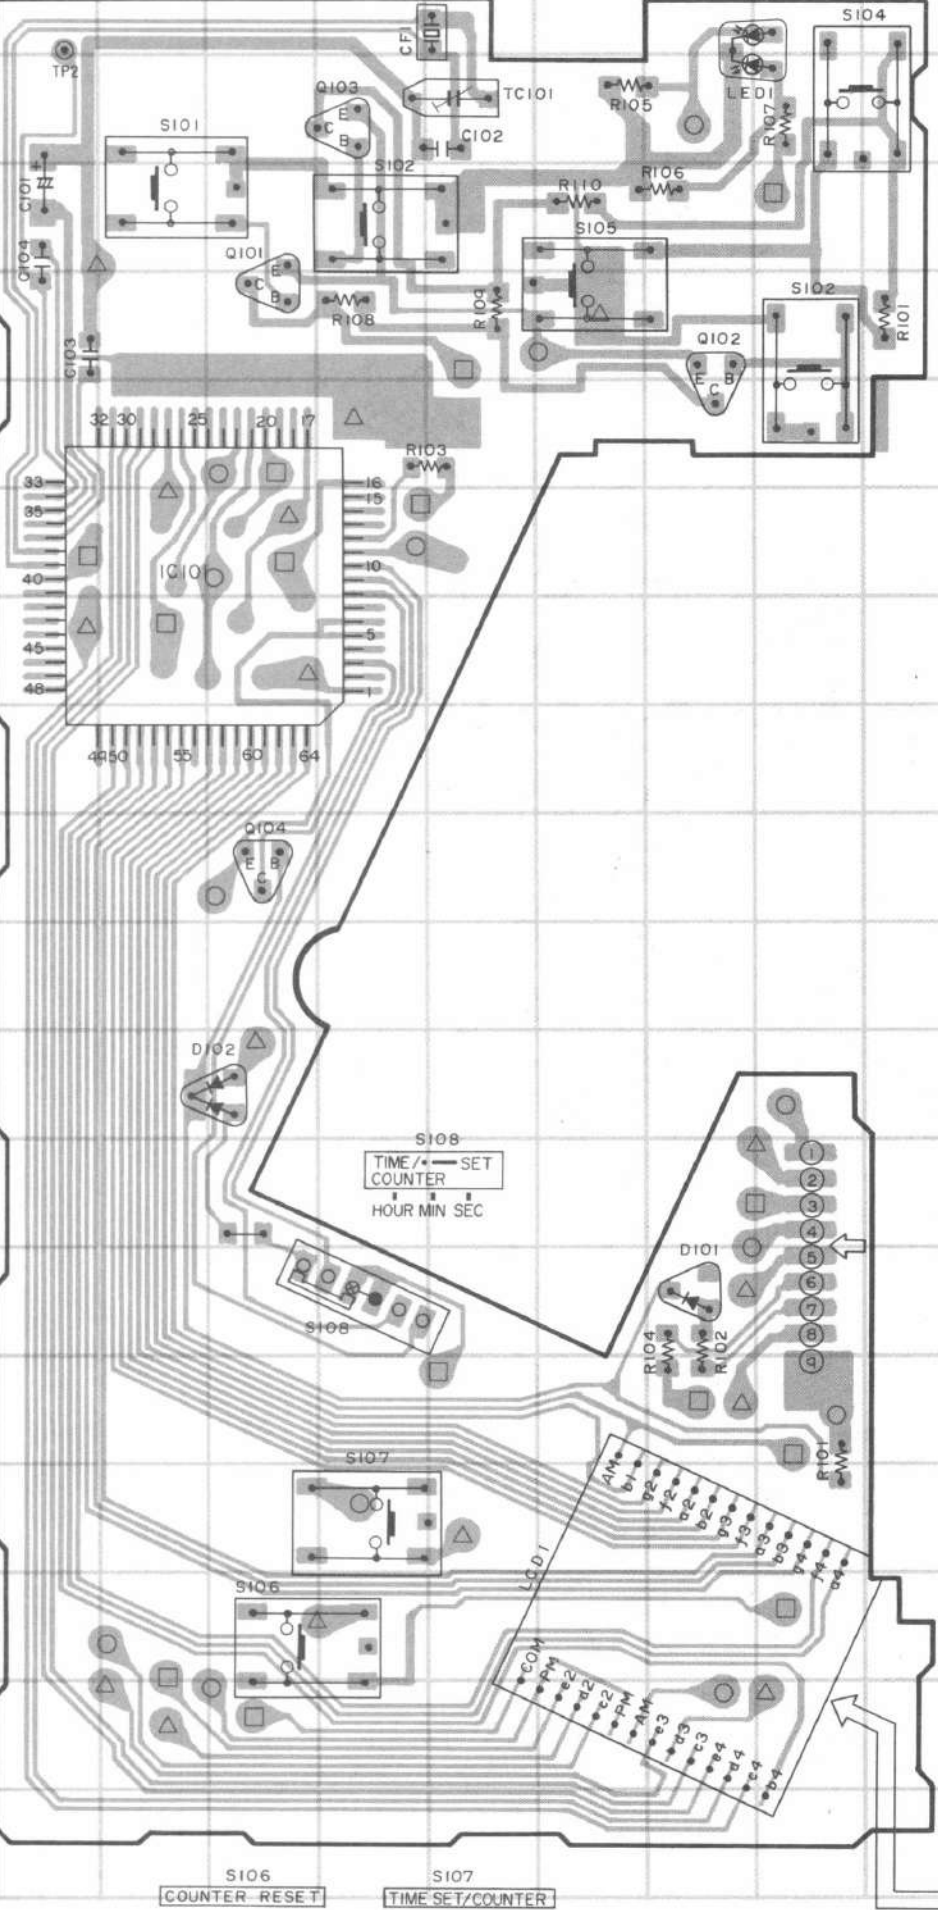 S104
CF1
TP2
LED1
Q103
E
C
B
TC101
R105
R107
S101
C102
C101
+
S102
R106
R110
S105
C104
Q101
E
C
B
R108
R109
S102
R101
C103
Q102
E B
C
32 30 25 20 17
R103
33
35
40
45
48
IC101
16
15
10
5
1
49 50 55 60 64
Q104
E B
C
D102
S108
TIME/•—SET
COUNTER
HOUR MIN SEC
1
2
3
4
5
6
7
8
9
D101
S108
R104
R102
R101
S107
AM
b1
g2
f2
a2
b2
g3
f3
a3
b3
g4
f4
a4
LCD1
S106
COM
PM
e2
d2
c2
PM
AM
e3
d3
c3
e4
d4
c4
b4
S106
COUNTER RESET
S107
TIME SET/COUNTER